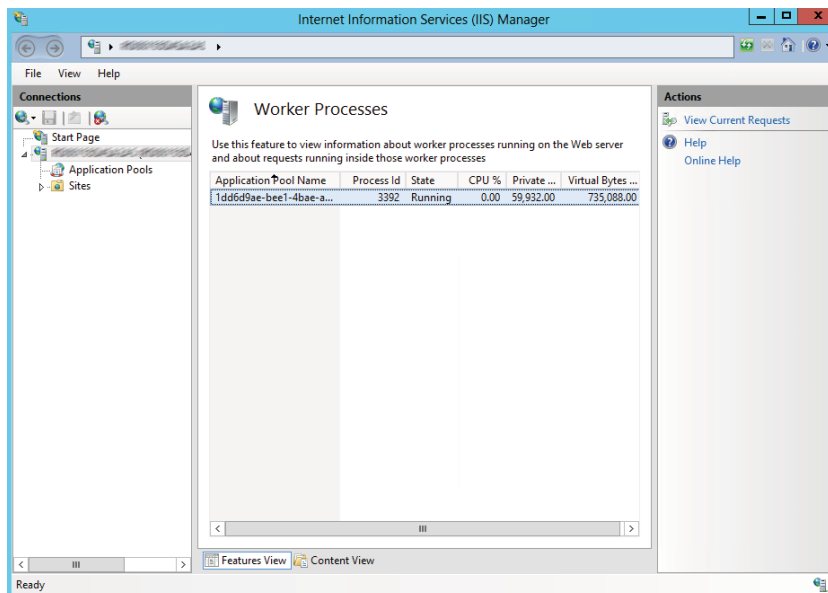 Internet Information Services (IIS) Manager
File View Help
Connections
Start Page
Application Pools
Sites
Worker Processes
Use this feature to view information about worker processes running on the Web server
and about requests running inside those worker processes
Application Pool Name Process Id State CPU % Private ... Virtual Bytes ...
1dd6d9ae-bee1-4bae-a... 3392 Running 0.00 59,932.00 735,088.00
Features View Content View
Actions
View Current Requests
Help
Online Help
Ready